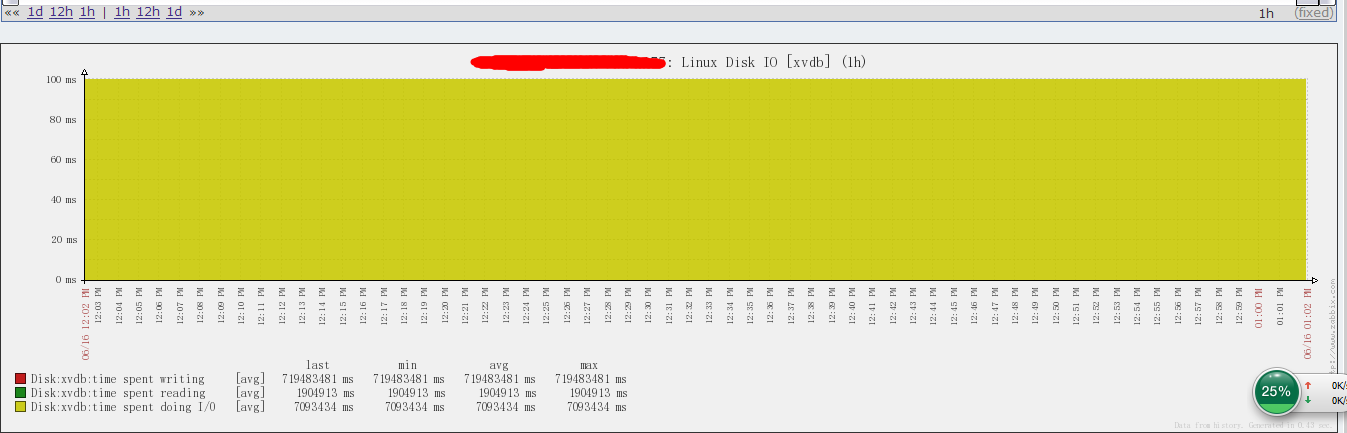 «« 1d 12h 1h | 1h 12h 1d »» 1h (fixed)
: Linux Disk IO [xvdb] (1h)
100 ms
80 ms
60 ms
40 ms
20 ms
0 ms
06/16 12:02 PM 12:03 PM 12:04 PM 12:05 PM 12:06 PM 12:07 PM 12:08 PM 12:09 PM 12:10 PM 12:11 PM 12:12 PM 12:13 PM 12:14 PM 12:15 PM 12:16 PM 12:17 PM 12:18 PM 12:19 PM 12:20 PM 12:21 PM 12:22 PM 12:23 PM 12:24 PM 12:25 PM 12:26 PM 12:27 PM 12:28 PM 12:29 PM 12:30 PM 12:31 PM 12:32 PM 12:33 PM 12:34 PM 12:35 PM 12:36 PM 12:37 PM 12:38 PM 12:39 PM 12:40 PM 12:41 PM 12:42 PM 12:43 PM 12:44 PM 12:45 PM 12:46 PM 12:47 PM 12:48 PM 12:49 PM 12:50 PM 12:51 PM 12:52 PM 12:53 PM 12:54 PM 12:55 PM 12:56 PM 12:57 PM 12:58 PM 12:59 PM 01:00 PM 01:01 PM 06/16 01:02 PM
last min avg max
Disk:xvdb:time spent writing [avg] 719483481 ms 719483481 ms 719483481 ms 719483481 ms
Disk:xvdb:time spent reading [avg] 1904913 ms 1904913 ms 1904913 ms 1904913 ms
Disk:xvdb:time spent doing I/O [avg] 7093434 ms 7093434 ms 7093434 ms 7093434 ms
://www.zabbix.com
25%
0K/s
0K/s
Data from history. Generated in 0.43 sec